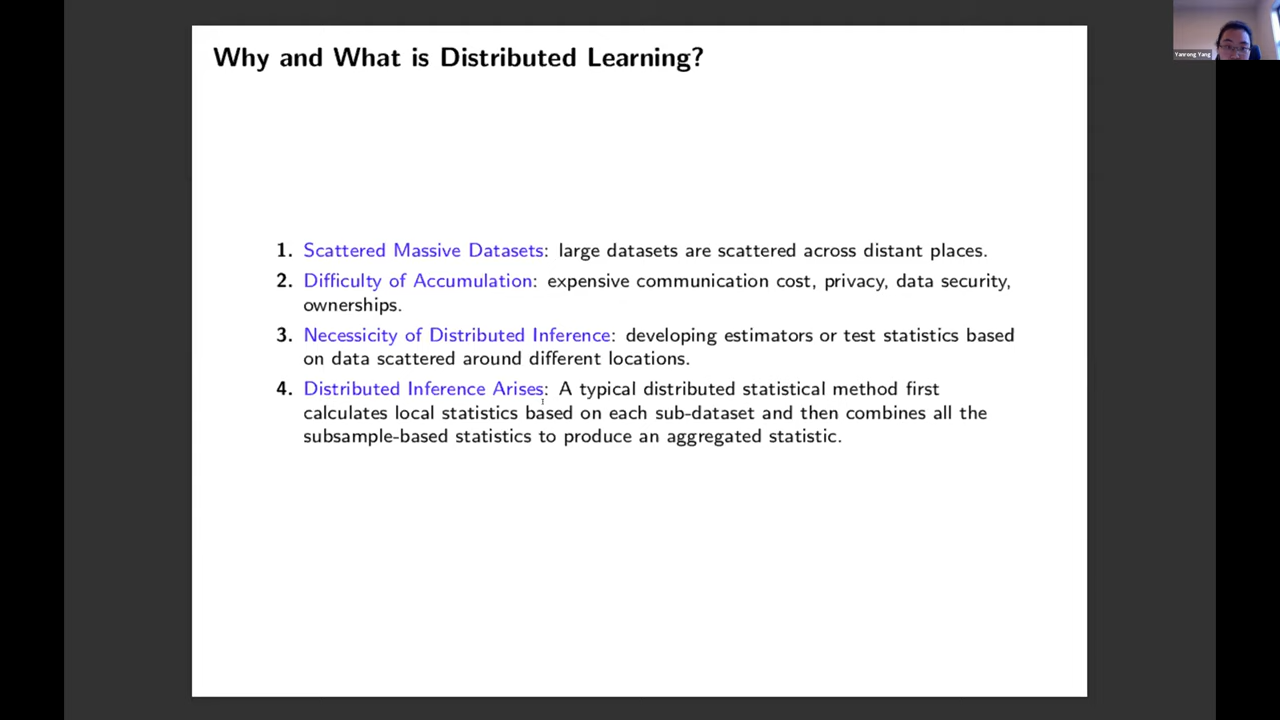 Why and What is Distributed Learning?
Yanrong Yang
1. Scattered Massive Datasets: large datasets are scattered across distant places.
2. Difficulty of Accumulation: expensive communication cost, privacy, data security,
ownerships.
3. Necessicity of Distributed Inference: developing estimators or test statistics based
on data scattered around different locations.
4. Distributed Inference Arises: A typical distributed statistical method first
calculates local statistics based on each sub-dataset and then combines all the
subsample-based statistics to produce an aggregated statistic.